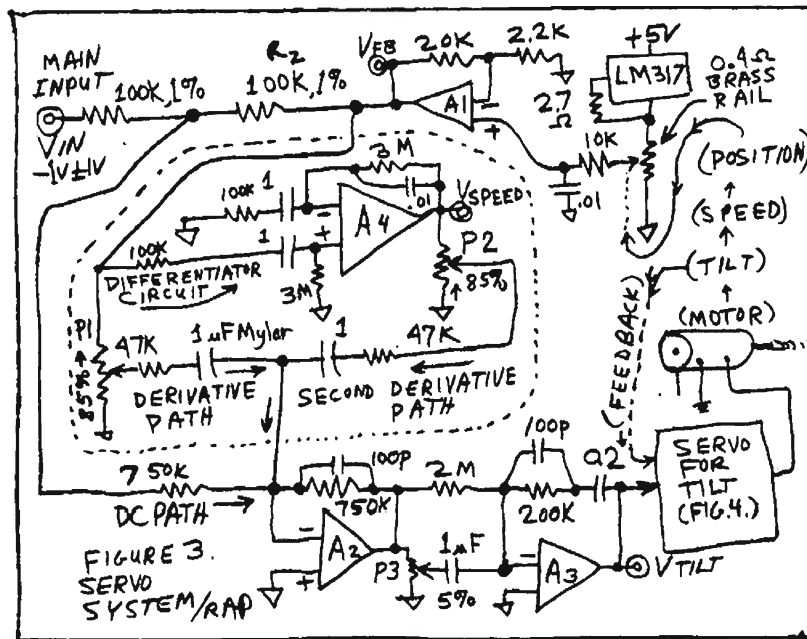 MAIN
INPUT
100K, 1%
VIN
-1V±1V
R2
100K, 1%
VFB
20K
2.2K
A1
-
+
+5V
LM317
2.7
Ω
0.4Ω
BRASS
RAIL
10K
.01
(POSITION)
(SPEED)
(TILT)
(MOTOR)
(FEEDBACK)
3M
.01
100K
1
-
A4
+
VSPEED
100K
1
DIFFERENTIATOR
CIRCUIT
3M
P2
85%
P1
85%
47K
1µF Mylar
1
47K
DERIVATIVE
PATH
SECOND DERIVATIVE
PATH
750K
DC PATH
100p
750K
-
A2
+
2M
P3
5%
1µF
100p
200K
0.2
-
A3
+
VTILT
SERVO
FOR
TILT
(FIG.4.)
FIGURE 3.
SERVO
SYSTEM/RAP